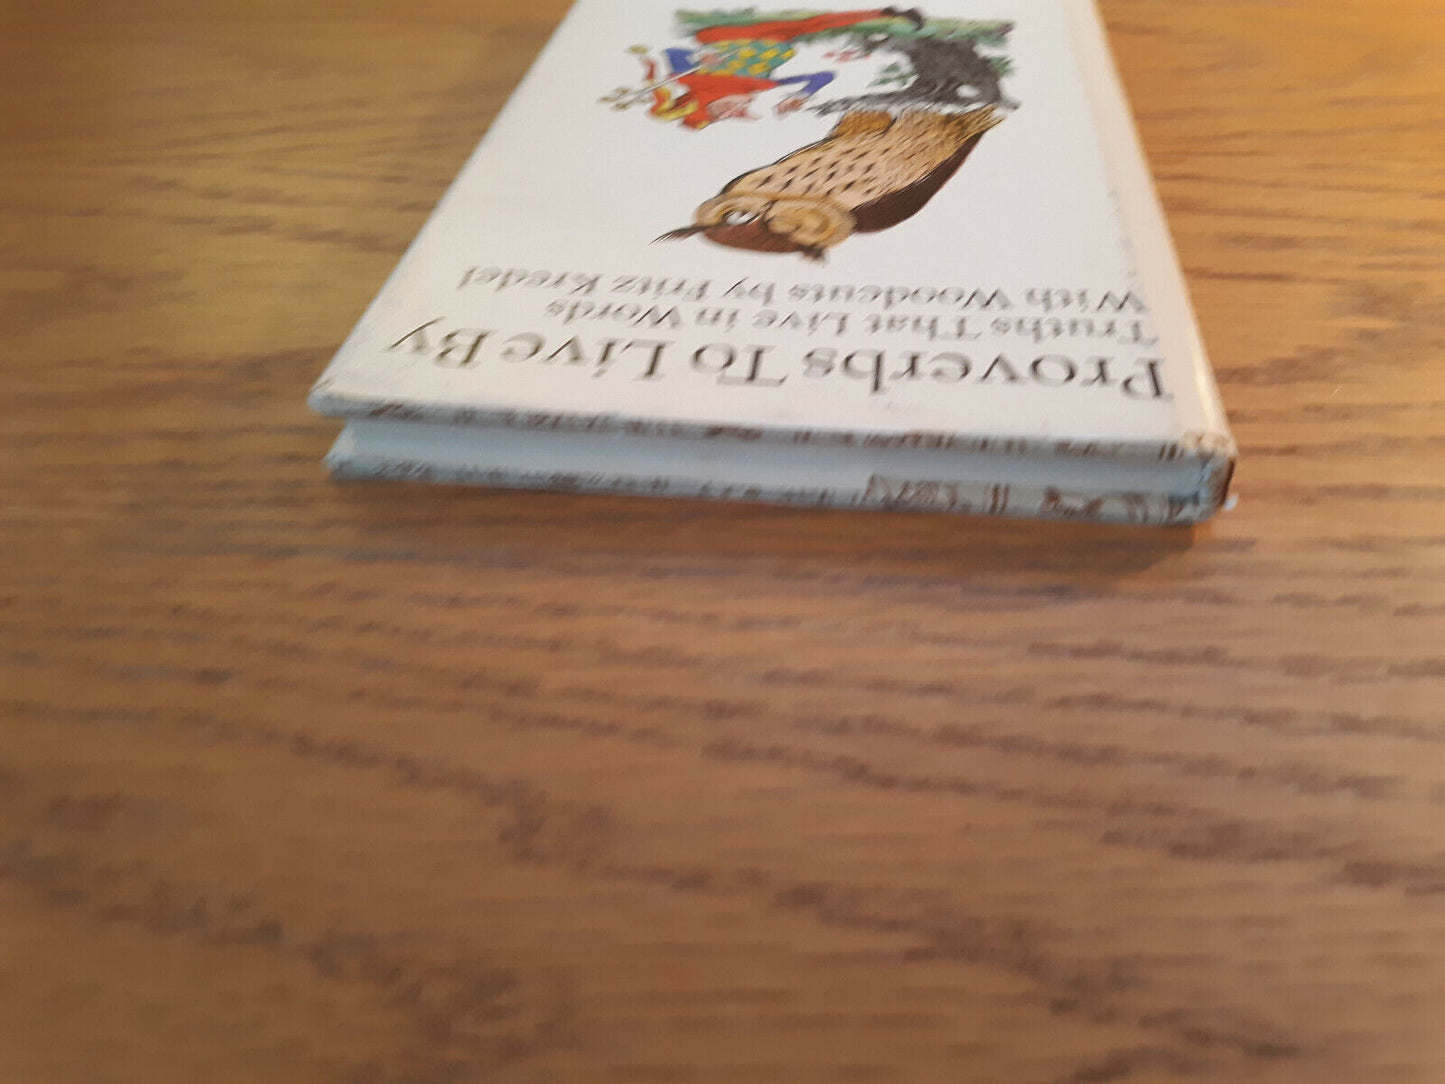 Proverbs To Live By
Truths That Live in Words
With Woodcuts by Fritz Kredel